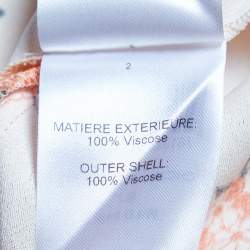 2
MATIERE EXTERIEURE:
100% Viscose
OUTER SHELL:
100% Viscose